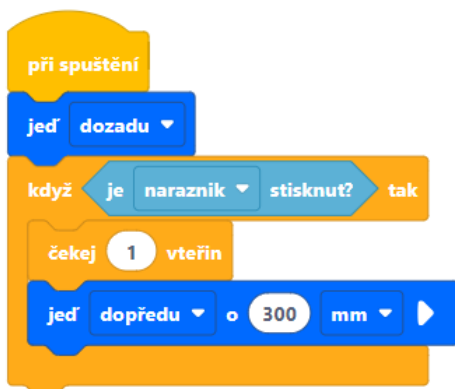 při spuštění
jeď dozadu
když je naraznik stisknut? tak
čekej 1 vteřin
jeď dopředu o 300 mm